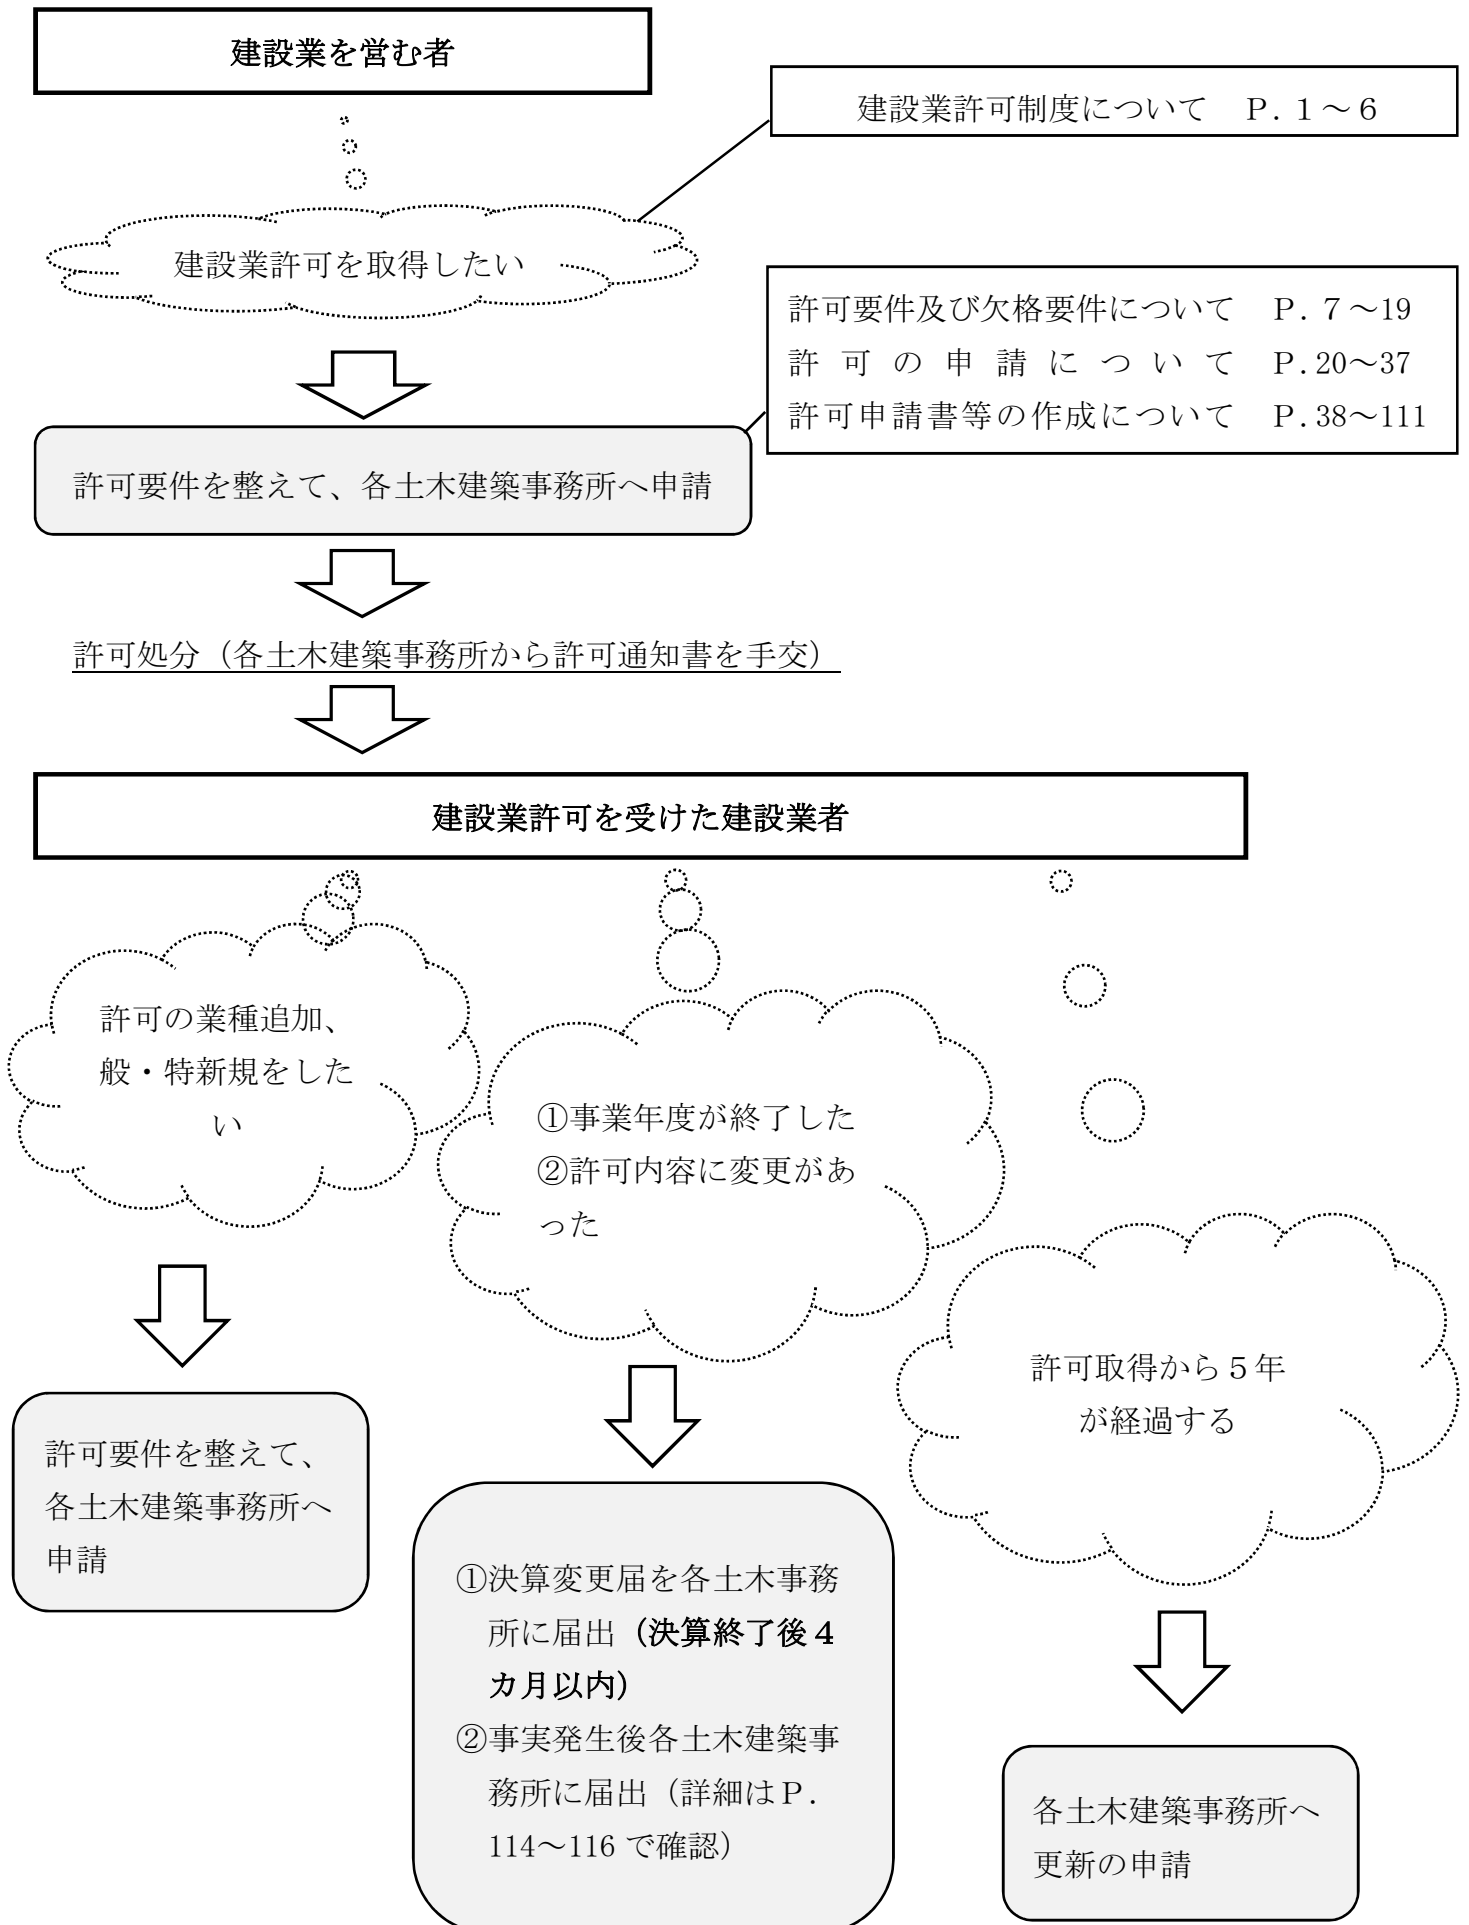 建設業を営む者
建設業許可制度について　Ｐ．１～６
建設業許可を取得したい
許可要件及び欠格要件について　Ｐ．７～19
許可の申請について　Ｐ．20～37
許可申請書等の作成について　Ｐ．38～111
許可要件を整えて、各土木建築事務所へ申請
許可処分（各土木建築事務所から許可通知書を手交）
建設業許可を受けた建設業者
許可の業種追加、
般・特新規をした
い
①事業年度が終了した
②許可内容に変更があ
った
許可取得から５年
が経過する
許可要件を整えて、
各土木建築事務所へ
申請
①決算変更届を各土木事務
所に届出（決算終了後４
カ月以内）
②事実発生後各土木建築事
務所に届出（詳細はＰ．
114～116 で確認）
各土木建築事務所へ
更新の申請